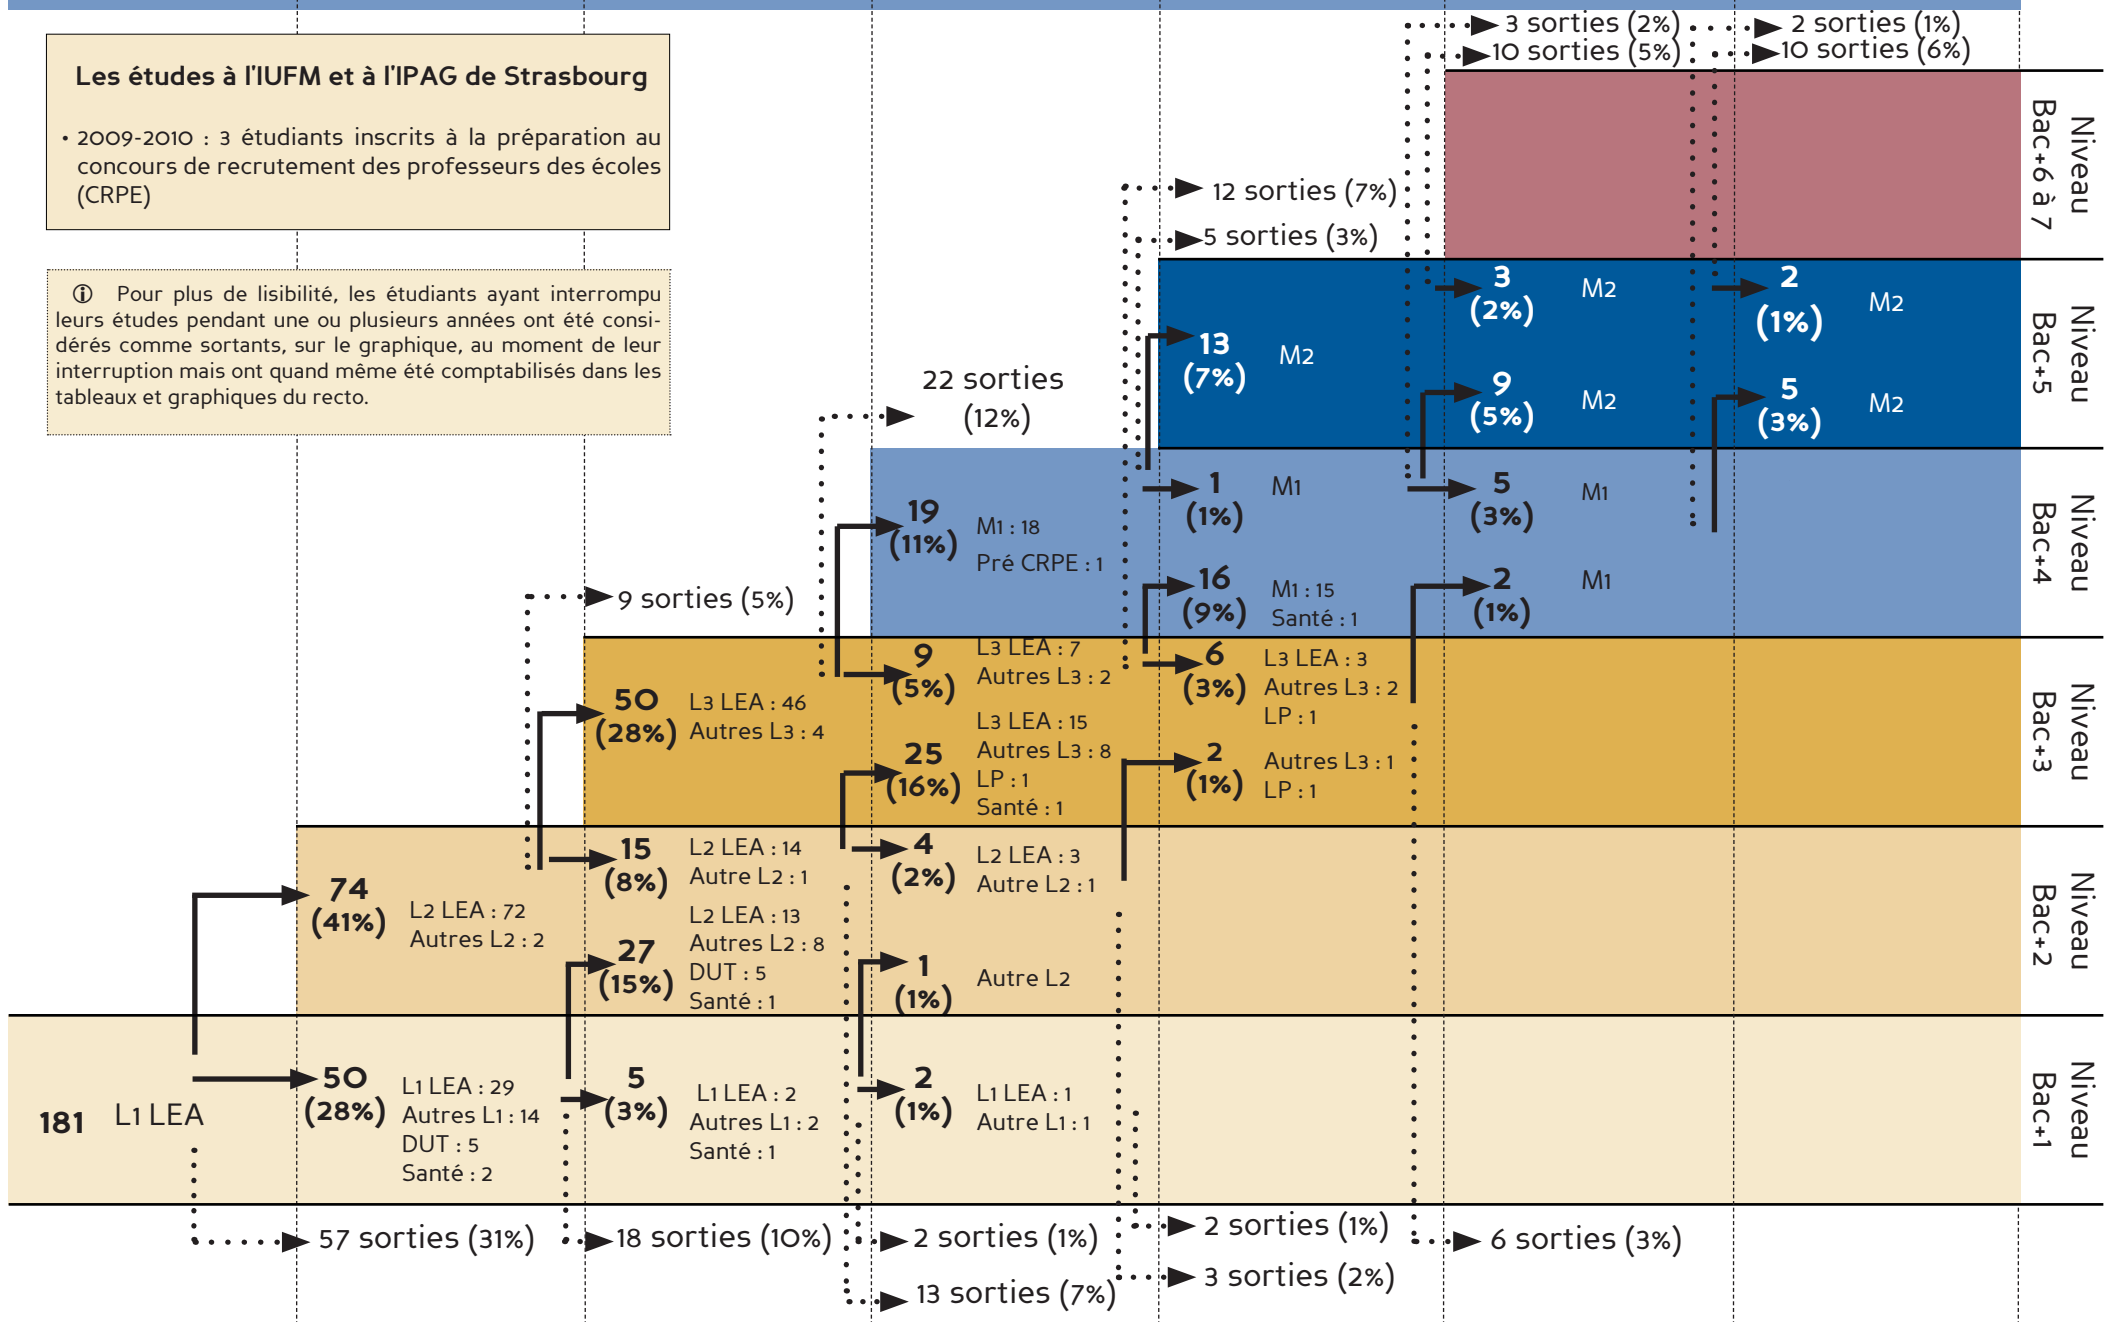 3 sorties (2%)
2 sorties (1%)
10 sorties (5%)
10 sorties (6%)
Les études à l'IUFM et à l'IPAG de Strasbourg
• 2009-2010 : 3 étudiants inscrits à la préparation au
concours de recrutement des professeurs des écoles
(CRPE)
Niveau
Bac+6 à 7
12 sorties (7%)
5 sorties (3%)
ⓘ Pour plus de lisibilité, les étudiants ayant interrompu
leurs études pendant une ou plusieurs années ont été consi-
dérés comme sortants, sur le graphique, au moment de leur
interruption mais ont quand même été comptabilisés dans les
tableaux et graphiques du recto.
22 sorties
(12%)
13
(7%)
M2
3
(2%)
M2
9
(5%)
M2
2
(1%)
M2
5
(3%)
M2
Niveau
Bac+5
9 sorties (5%)
19
(11%)
M1 : 18
Pré CRPE : 1
1
(1%)
M1
16
(9%)
M1 : 15
Santé : 1
5
(3%)
M1
2
(1%)
M1
Niveau
Bac+4
50
(28%)
L3 LEA : 46
Autres L3 : 4
9
(5%)
L3 LEA : 7
Autres L3 : 2
25
(16%)
L3 LEA : 15
Autres L3 : 8
LP : 1
Santé : 1
6
(3%)
L3 LEA : 3
Autres L3 : 2
LP : 1
2
(1%)
Autres L3 : 1
LP : 1
Niveau
Bac+3
74
(41%)
L2 LEA : 72
Autres L2 : 2
15
(8%)
L2 LEA : 14
Autre L2 : 1
27
(15%)
L2 LEA : 13
Autres L2 : 8
DUT : 5
Santé : 1
4
(2%)
L2 LEA : 3
Autre L2 : 1
1
(1%)
Autre L2
Niveau
Bac+2
181 L1 LEA
50
(28%)
L1 LEA : 29
Autres L1 : 14
DUT : 5
Santé : 2
5
(3%)
L1 LEA : 2
Autres L1 : 2
Santé : 1
2
(1%)
L1 LEA : 1
Autre L1 : 1
Niveau
Bac+1
57 sorties (31%)
18 sorties (10%)
2 sorties (1%)
2 sorties (1%)
6 sorties (3%)
13 sorties (7%)
3 sorties (2%)